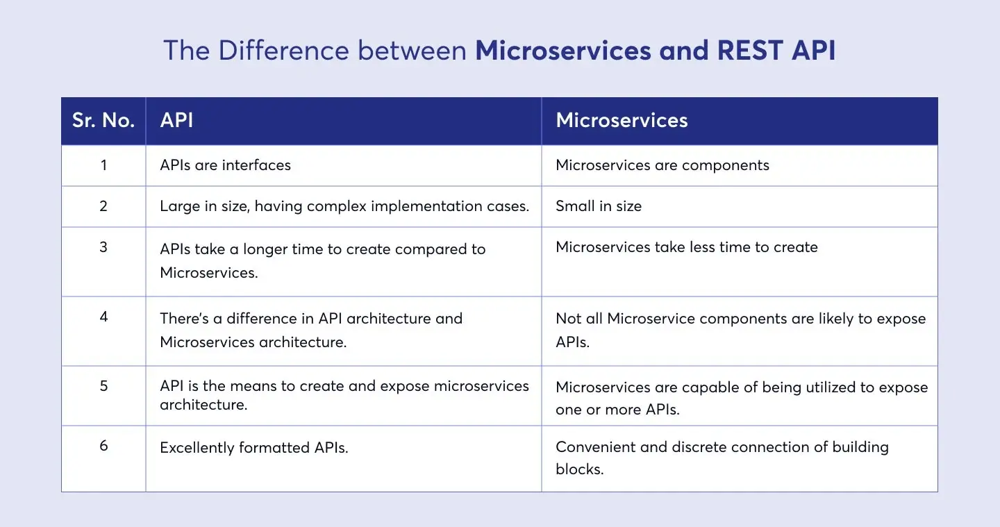 The Difference between Microservices and REST API
Sr. No.
API
Microservices
1
APIs are interfaces
Microservices are components
2
Large in size, having complex implementation cases.
Small in size
3
APIs take a longer time to create compared to
Microservices.
Microservices take less time to create
4
There's a difference in API architecture and
Microservices architecture.
Not all Microservice components are likely to expose
APIs.
5
API is the means to create and expose microservices
architecture.
Microservices are capable of being utilized to expose
one or more APIs.
6
Excellently formatted APIs.
Convenient and discrete connection of building
blocks.